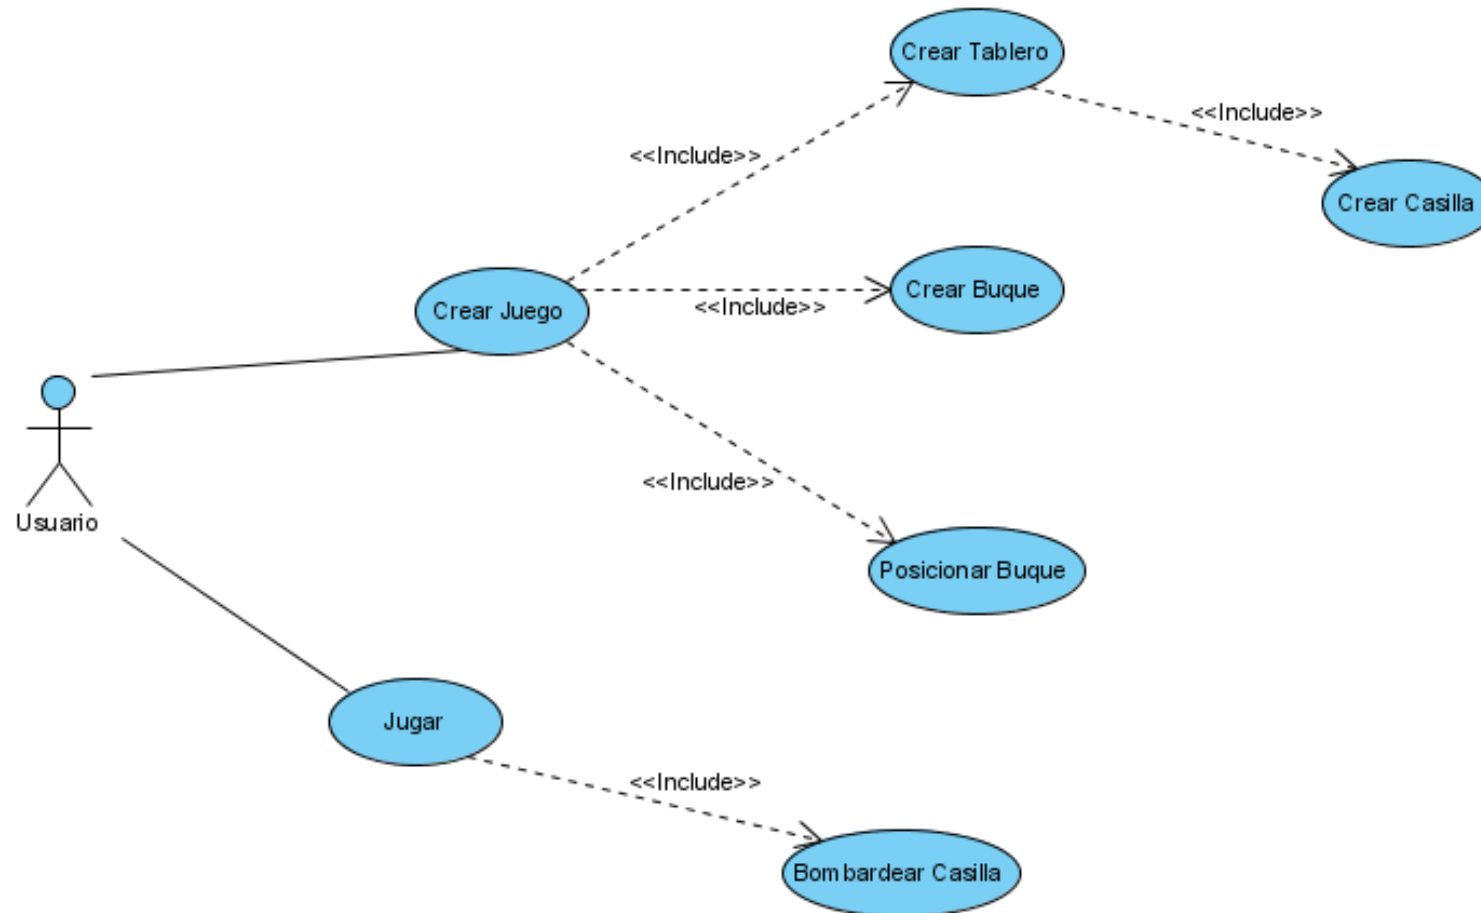 Crear Tablero
<<Include>>
<<Include>>
Crear Casilla
Crear Buque
<<Include>>
Crear Juego
<<Include>>
Usuario
Posicionar Buque
Jugar
<<Include>>
Bombardear Casilla